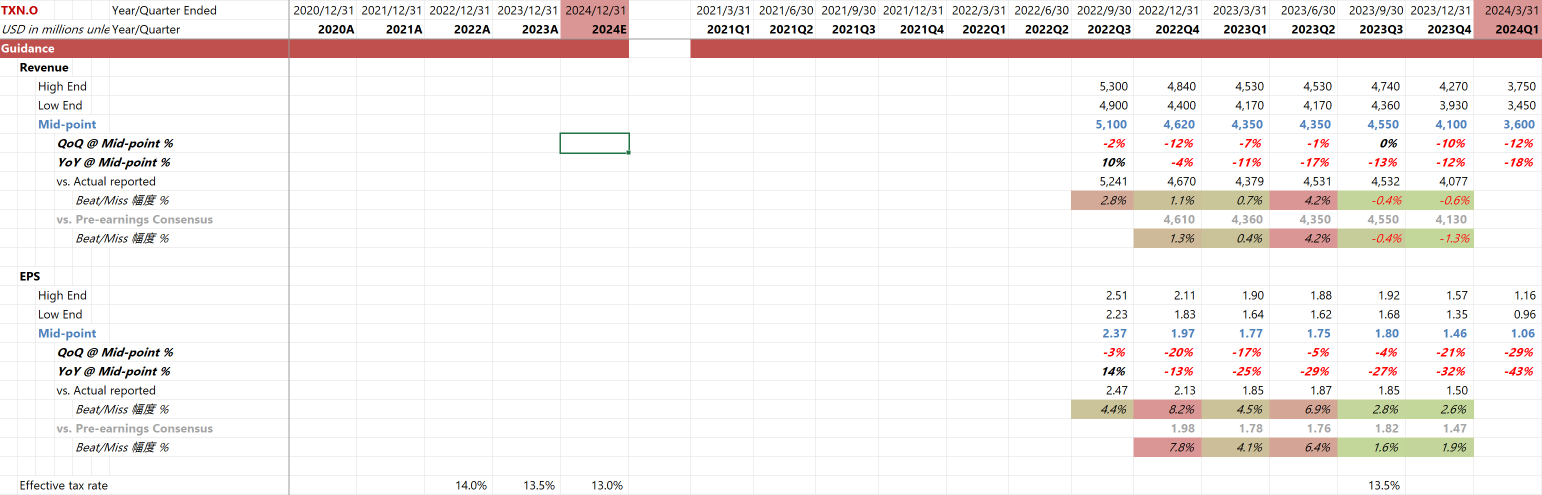 TXN.O Year/Quarter Ended 2020/12/31 2021/12/31 2022/12/31 2023/12/31 2024/12/31 2021/3/31 2021/6/30 2021/9/30 2021/12/31 2022/3/31 2022/6/30 2022/9/30 2022/12/31 2023/3/31 2023/6/30 2023/9/30 2023/12/31 2024/3/31
USD in millions unle Year/Quarter 2020A 2021A 2022A 2023A 2024E 2021Q1 2021Q2 2021Q3 2021Q4 2022Q1 2022Q2 2022Q3 2022Q4 2023Q1 2023Q2 2023Q3 2023Q4 2024Q1
Guidance
Revenue
High End 5,300 4,840 4,530 4,530 4,740 4,270 3,750
Low End 4,900 4,400 4,170 4,170 4,360 3,930 3,450
Mid-point 5,100 4,620 4,350 4,350 4,550 4,100 3,600
QoQ @ Mid-point % -2% -12% -7% -1% 0% -10% -12%
YoY @ Mid-point % 10% -4% -11% -17% -13% -12% -18%
vs. Actual reported 5,241 4,670 4,379 4,531 4,532 4,077
Beat/Miss 幅度 % 2.8% 1.1% 0.7% 4.2% -0.4% -0.6%
vs. Pre-earnings Consensus 4,610 4,360 4,350 4,550 4,130
Beat/Miss 幅度 % 1.3% 0.4% 4.2% -0.4% -1.3%
EPS
High End 2.51 2.11 1.90 1.88 1.92 1.57 1.16
Low End 2.23 1.83 1.64 1.62 1.68 1.35 0.96
Mid-point 2.37 1.97 1.77 1.75 1.80 1.46 1.06
QoQ @ Mid-point % -3% -20% -17% -5% -4% -21% -29%
YoY @ Mid-point % 14% -13% -25% -29% -27% -32% -43%
vs. Actual reported 2.47 2.13 1.85 1.87 1.85 1.50
Beat/Miss 幅度 % 4.4% 8.2% 4.5% 6.9% 2.8% 2.6%
vs. Pre-earnings Consensus 1.98 1.78 1.76 1.82 1.47
Beat/Miss 幅度 % 7.8% 4.1% 6.4% 1.6% 1.9%
Effective tax rate 14.0% 13.5% 13.0% 13.5%